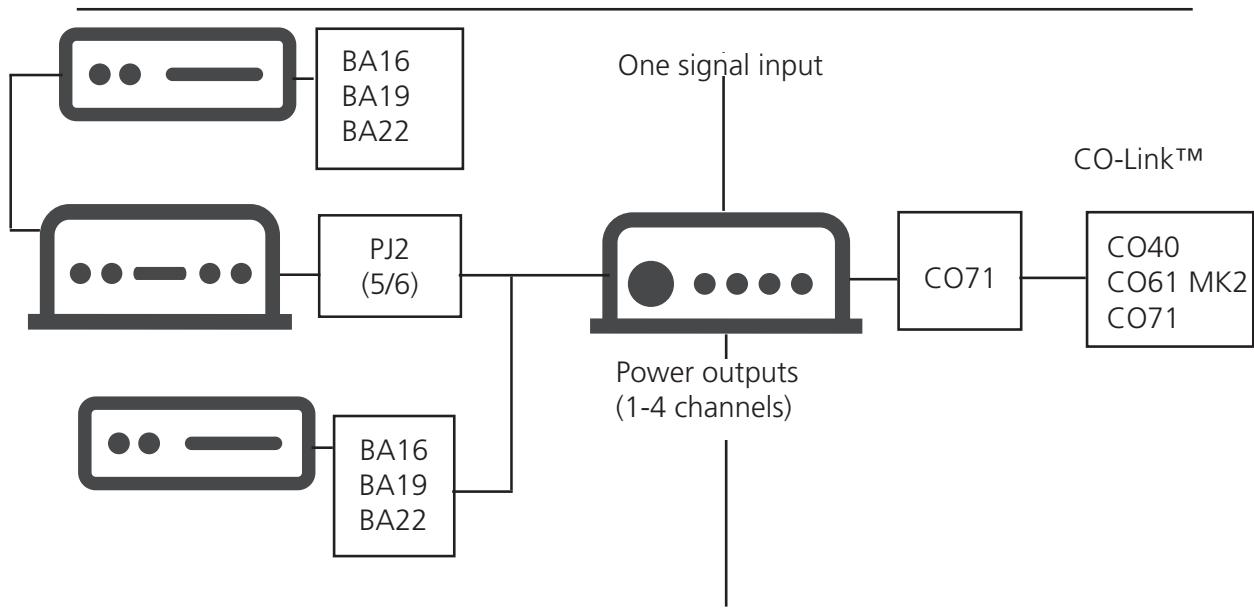 BA16
BA19
BA22
One signal input
CO-Link™
PJ2
(5/6)
CO71
CO40
CO61 MK2
CO71
Power outputs
(1-4 channels)
BA16
BA19
BA22